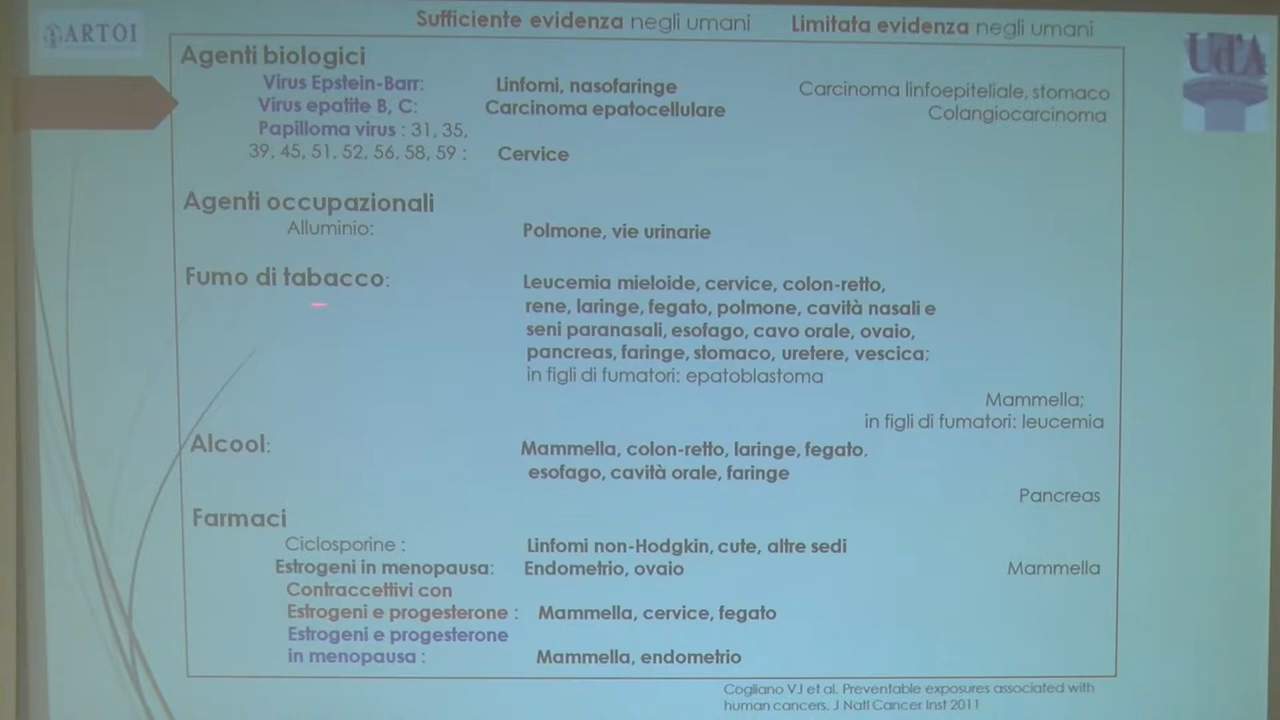 ARTOI
Sufficiente evidenza negli umani Limitata evidenza negli umani
Ud'A
Agenti biologici
Virus Epstein-Barr: Linfomi, nasofaringe Carcinoma linfoepiteliale, stomaco
Virus epatite B, C: Carcinoma epatocellulare Colangiocarcinoma
Papilloma virus : 31, 35,
39, 45, 51, 52, 56, 58, 59 : Cervice
Agenti occupazionali
Alluminio: Polmone, vie urinarie
Fumo di tabacco: Leucemia mieloide, cervice, colon-retto,
rene, laringe, fegato, polmone, cavità nasali e
seni paranasali, esofago, cavo orale, ovaio,
pancreas, faringe, stomaco, uretere, vescica;
in figli di fumatori: epatoblastoma
Mammella;
in figli di fumatori: leucemia
Alcool: Mammella, colon-retto, laringe, fegato,
esofago, cavità orale, faringe
Pancreas
Farmaci
Ciclosporine : Linfomi non-Hodgkin, cute, altre sedi
Estrogeni in menopausa: Endometrio, ovaio Mammella
Contraccettivi con
Estrogeni e progesterone : Mammella, cervice, fegato
Estrogeni e progesterone
in menopausa : Mammella, endometrio
Cogliano VJ et al. Preventable exposures associated with
human cancers. J Natl Cancer Inst 2011